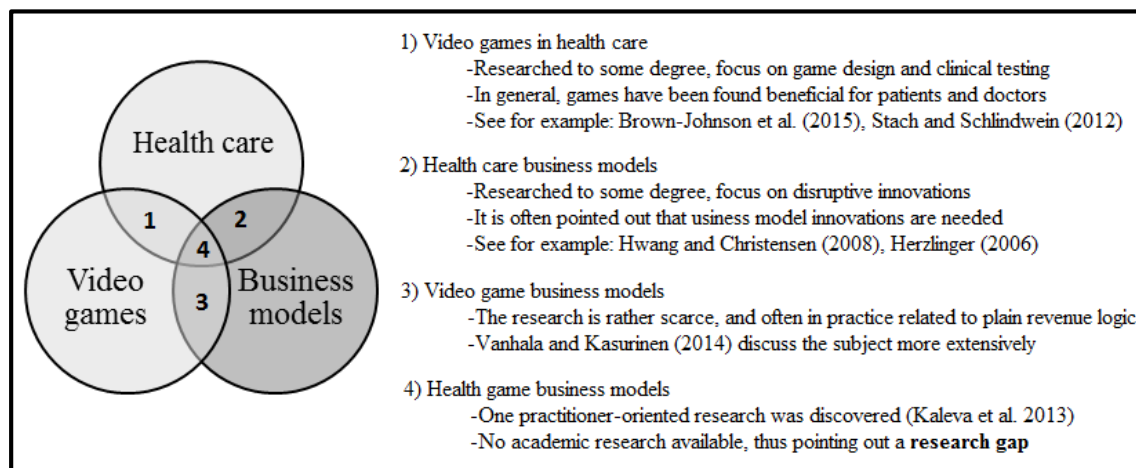 Health care
1
2
4
Video
games
3
Business
models
1) Video games in health care
-Researched to some degree, focus on game design and clinical testing
-In general, games have been found beneficial for patients and doctors
-See for example: Brown-Johnson et al. (2015), Stach and Schlindwein (2012)
2) Health care business models
-Researched to some degree, focus on disruptive innovations
-It is often pointed out that usiness model innovations are needed
-See for example: Hwang and Christensen (2008), Herzlinger (2006)
3) Video game business models
-The research is rather scarce, and often in practice related to plain revenue logic
-Vanhala and Kasurinen (2014) discuss the subject more extensively
4) Health game business models
-One practitioner-oriented research was discovered (Kaleva et al. 2013)
-No academic research available, thus pointing out a research gap